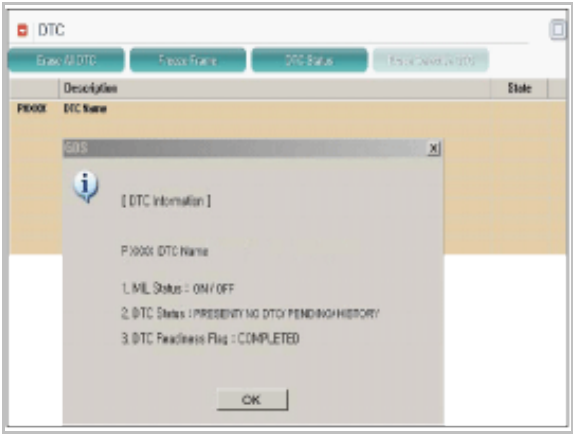 DTC
Erase All DTC Freeze Frame DTC Status
Description State
PXXXX DTC Name
GDS
[ DTC Information ]
PXXXX DTC Name
1. MIL Status : ON / OFF
2. DTC Status : PRESENT/ NO DTC/ PENDING/HISTORY
3. DTC Readiness Flag : COMPLETED
OK